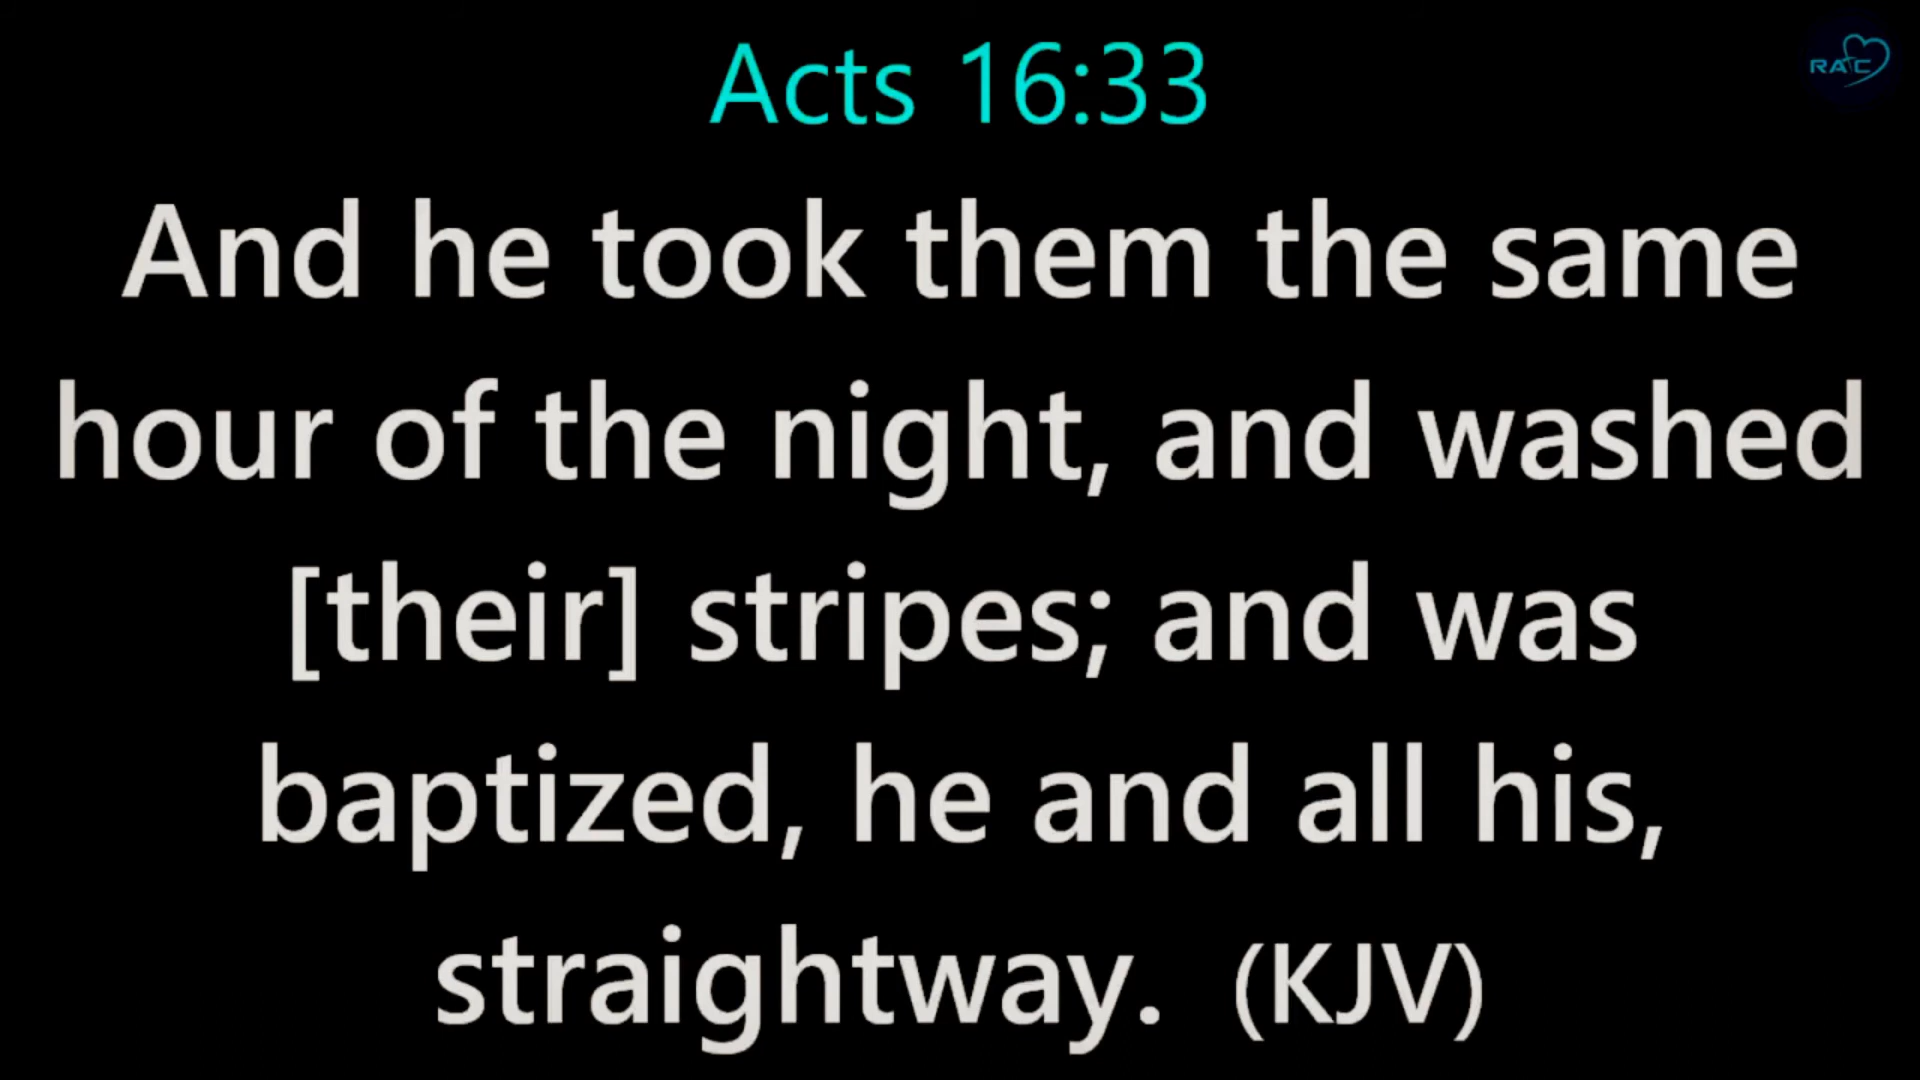 Acts 16:33
RATC
And he took them the same
hour of the night, and washed
[their] stripes; and was
baptized, he and all his,
straightway. (KJV)